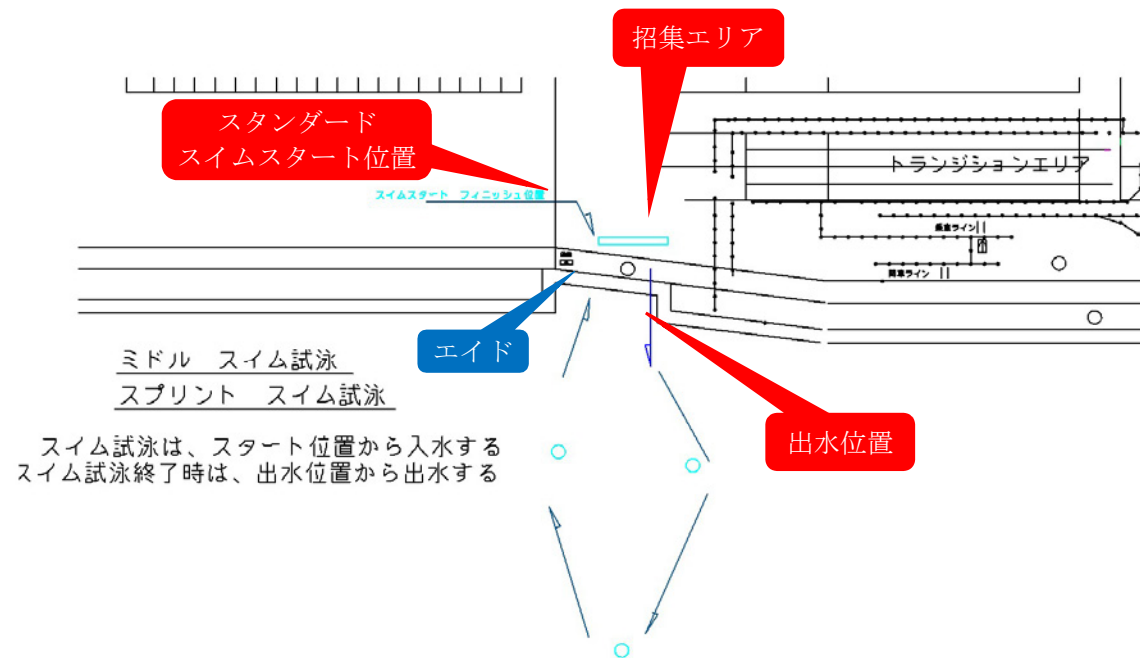 招集エリア
スタンダード
スイムスタート位置
トランジションエリア
スイムスタート フィニッシュ位置
乗車ライン
降車ライン
エイド
ミドル スイム試泳
スプリント スイム試泳
出水位置
スイム試泳は、スタート位置から入水する
スイム試泳終了時は、出水位置から出水する